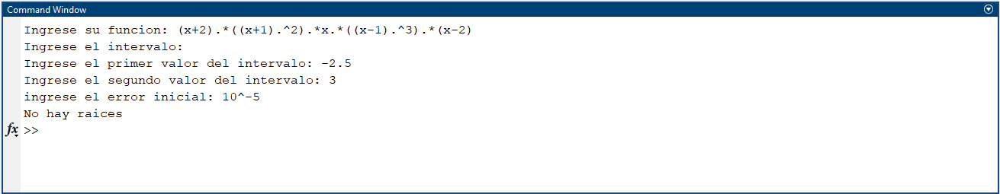 Command Window
Ingrese su funcion: (x+2).*((x+1).^2).*x.*((x-1).^3).*(x-2)
Ingrese el intervalo:
Ingrese el primer valor del intervalo: -2.5
Ingrese el segundo valor del intervalo: 3
ingrese el error inicial: 10^-5
No hay raices
fx >>